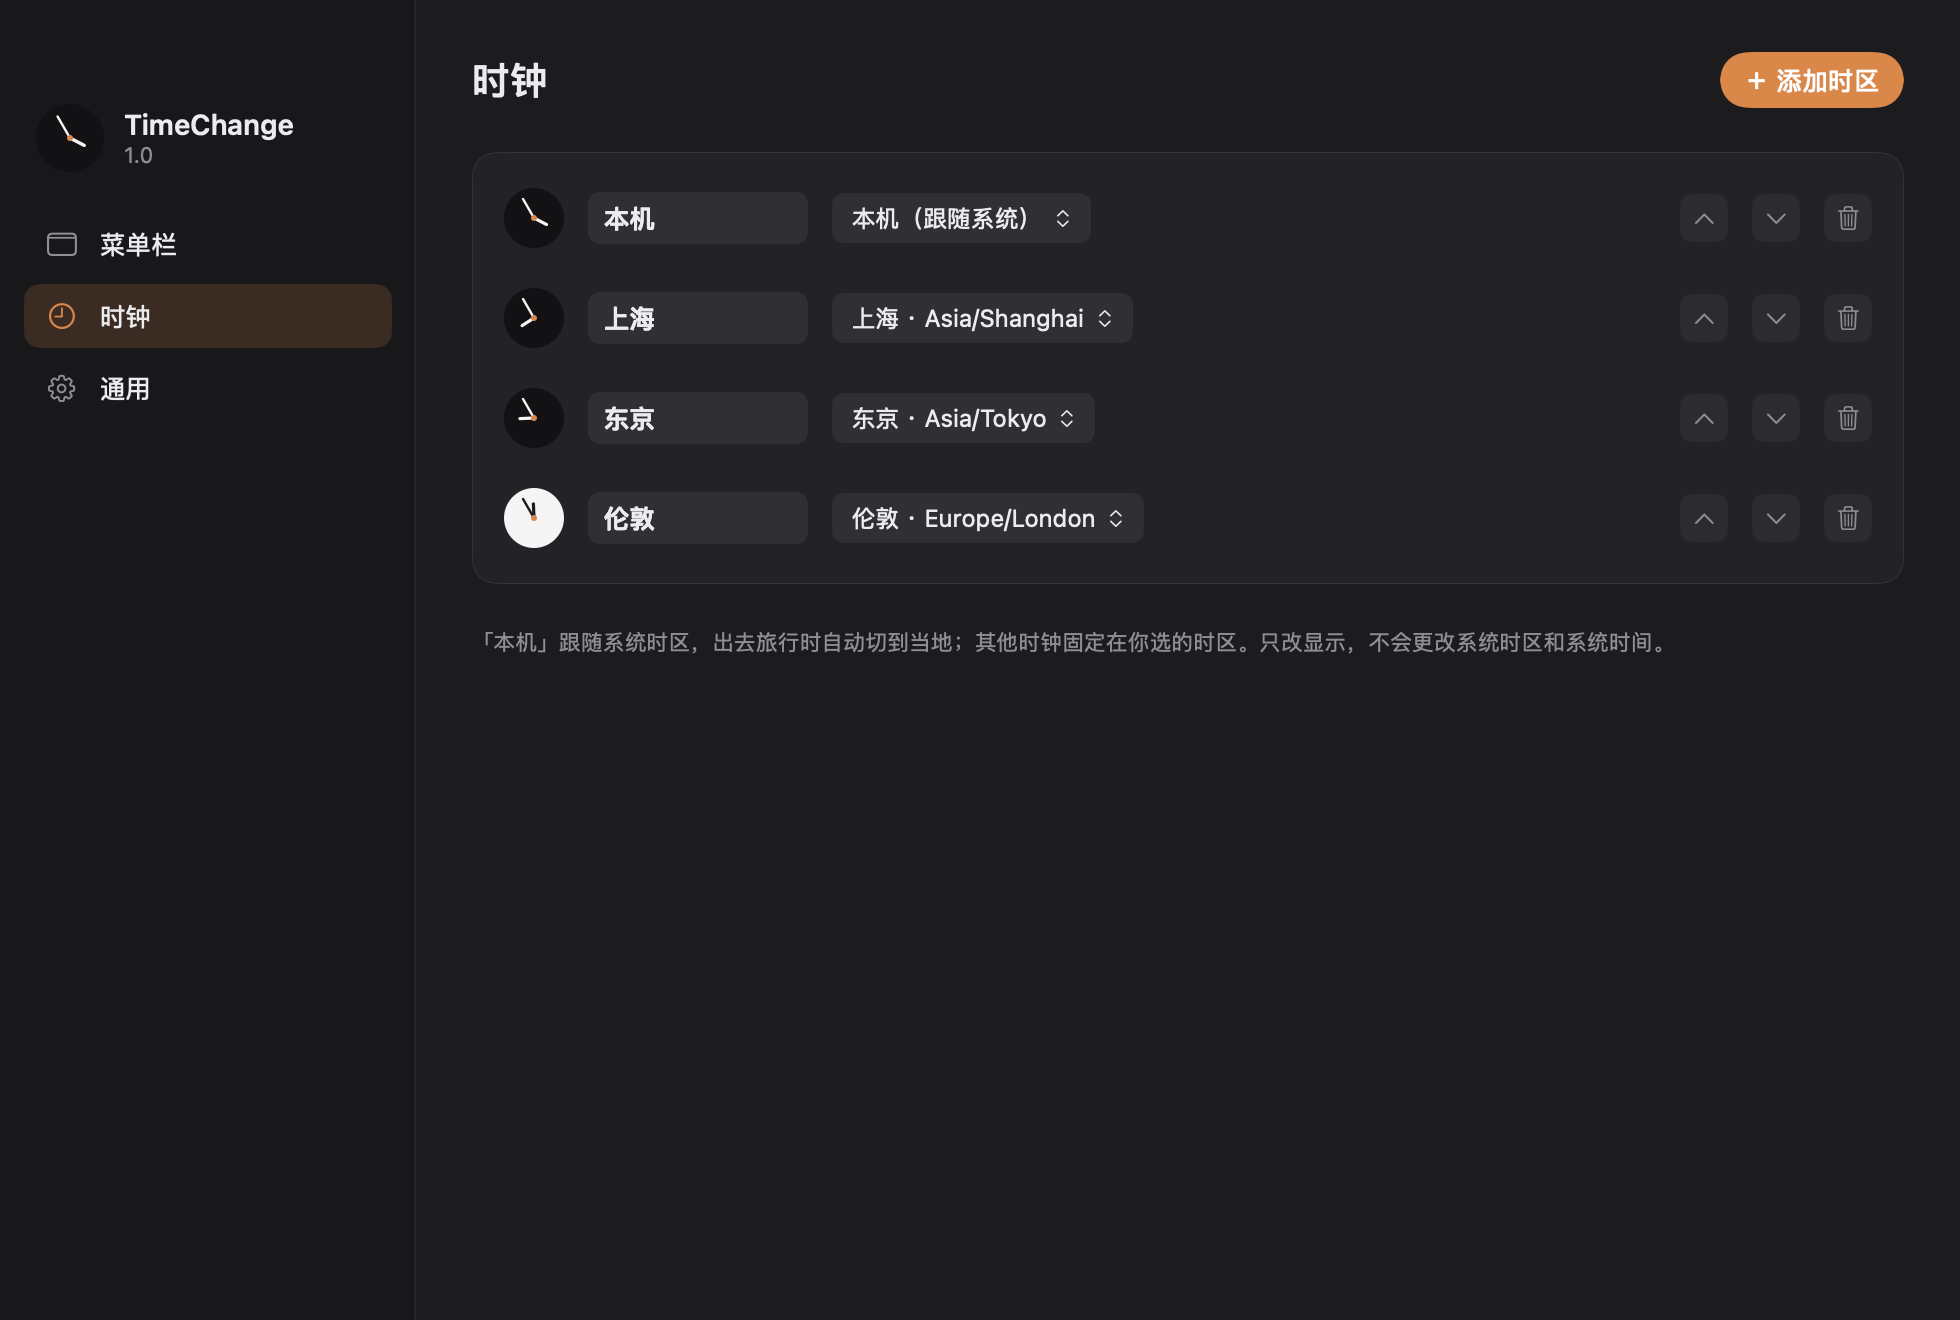 TimeChange
1.0
菜单栏
时钟
通用
时钟
+ 添加时区
本机
本机（跟随系统）
上海
上海 · Asia/Shanghai
东京
东京 · Asia/Tokyo
伦敦
伦敦 · Europe/London
「本机」跟随系统时区，出去旅行时自动切到当地；其他时钟固定在你选的时区。只改显示，不会更改系统时区和系统时间。